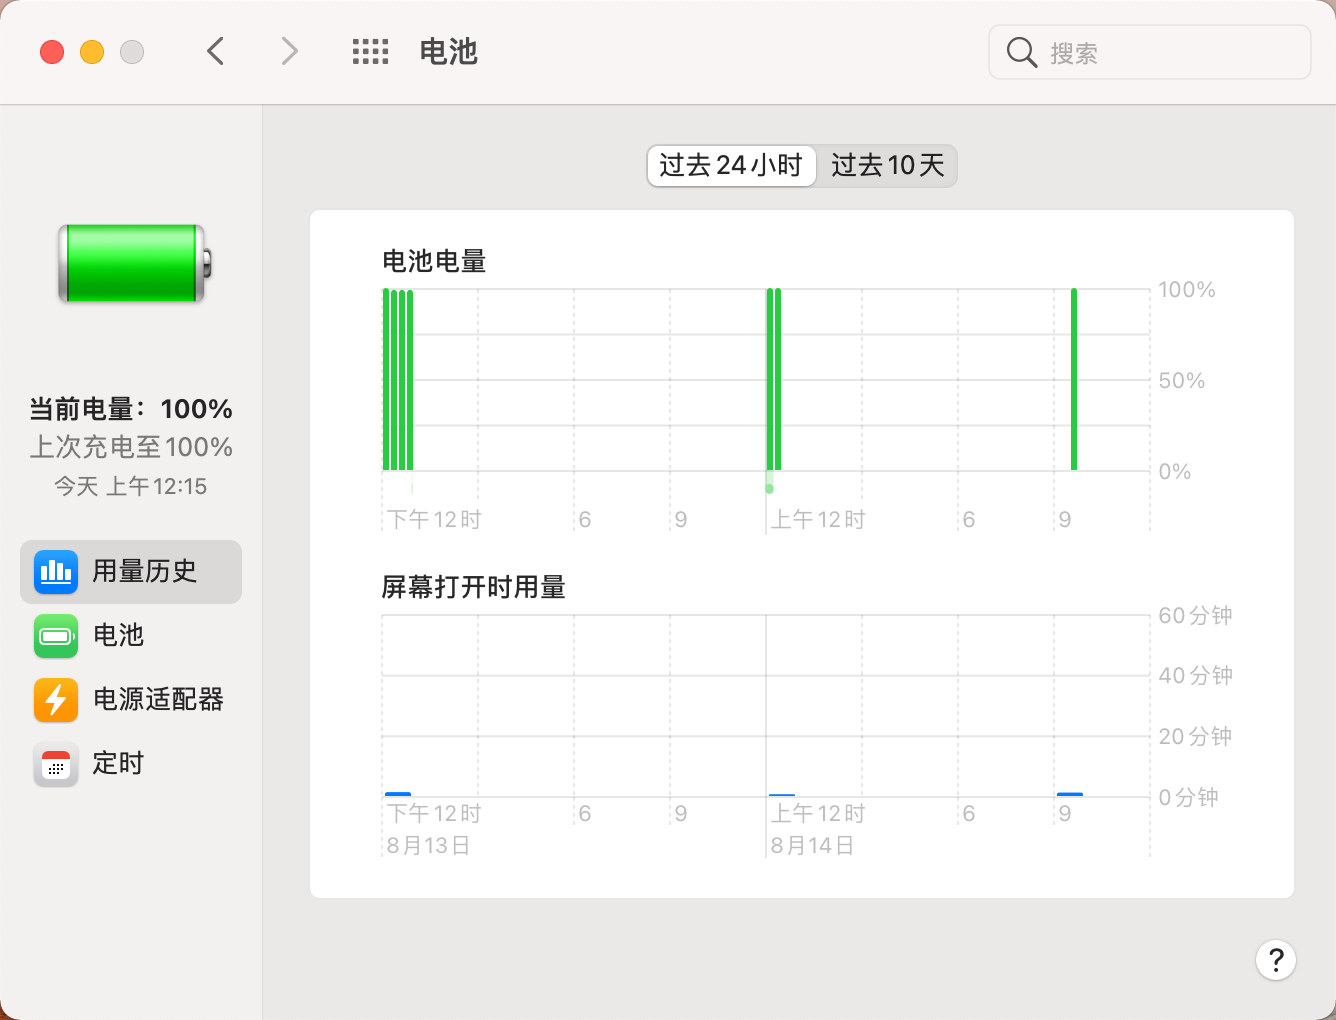 电池
搜索
过去24小时
过去10天
当前电量：100%
上次充电至100%
今天 上午12:15
用量历史
电池
电源适配器
定时
电池电量
100%
50%
0%
下午12时 6 9 上午12时 6 9
屏幕打开时用量
60分钟
40分钟
20分钟
0分钟
下午12时 6 9 上午12时 6 9
8月13日 8月14日
?